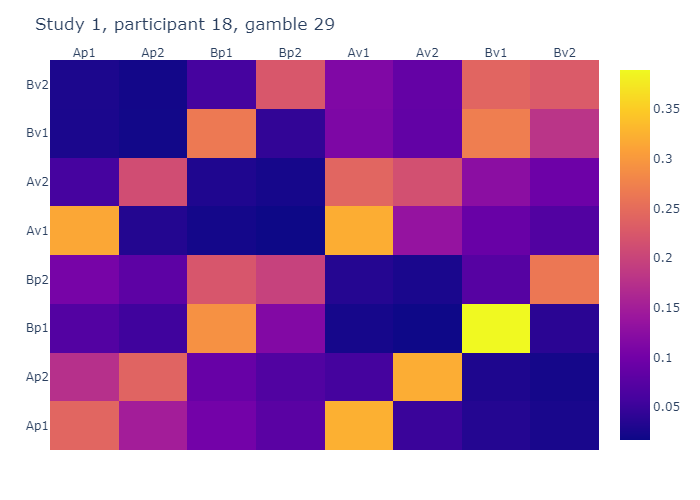 Study 1, participant 18, gamble 29
Ap1 Ap2 Bp1 Bp2 Av1 Av2 Bv1 Bv2
Bv2
Bv1
Av2
Av1
Bp2
Bp1
Ap2
Ap1
0.35
0.3
0.25
0.2
0.15
0.1
0.05